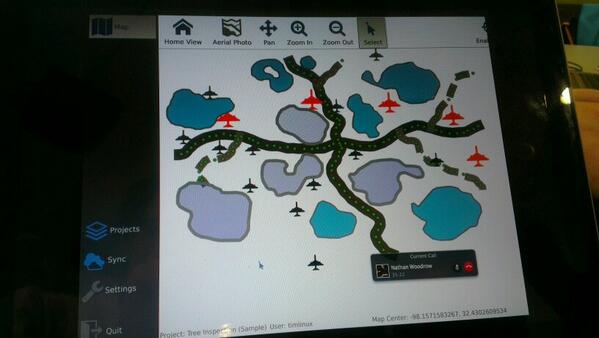 Map
Home View
Aerial Photo
Pan
Zoom In
Zoom Out
Select
Projects
Sync
Settings
Quit
Current Call
Nathan Woodrow
Project: Tree Inspection (Sample) User: timlinux
Map Center: -98.1571583267, 32.4302609534